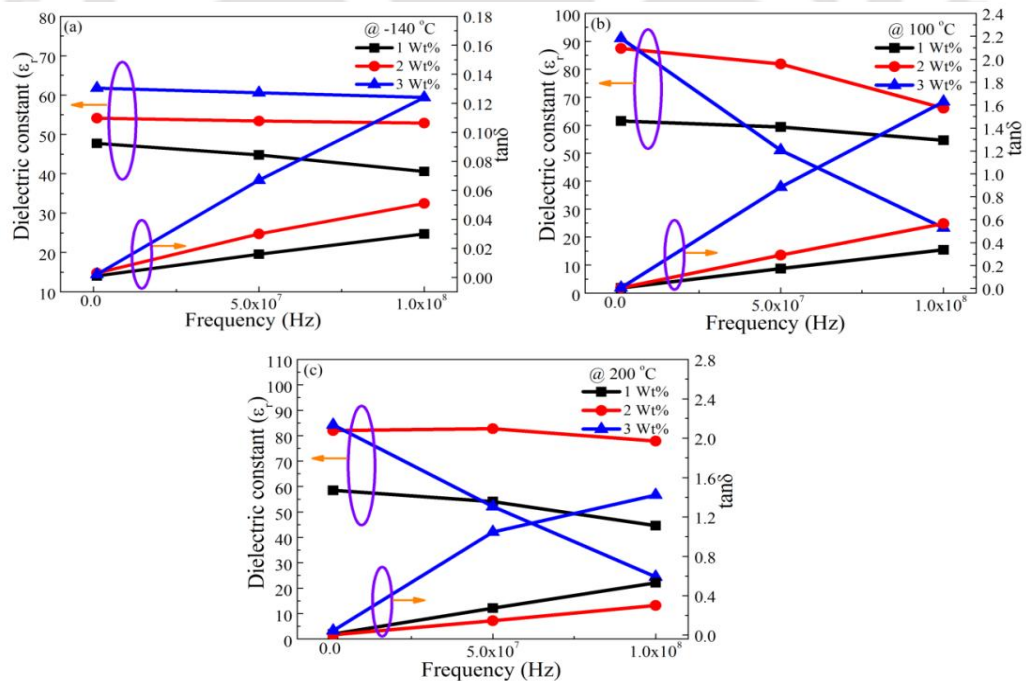 (a)
@ -140 °C
1 Wt%
2 Wt%
3 Wt%
Dielectric constant (εr)
80
70
60
50
40
30
20
10
tanδ
0.18
0.16
0.14
0.12
0.10
0.08
0.06
0.04
0.02
0.00
0.0
5.0x10⁷
1.0x10⁸
Frequency (Hz)
(b)
@ 100 °C
1 Wt%
2 Wt%
3 Wt%
Dielectric constant (εr)
100
90
80
70
60
50
40
30
20
10
0
tanδ
2.4
2.2
2.0
1.8
1.6
1.4
1.2
1.0
0.8
0.6
0.4
0.2
0.0
0.0
5.0x10⁷
1.0x10⁸
Frequency (Hz)
(c)
@ 200 °C
1 Wt%
2 Wt%
3 Wt%
Dielectric constant (εr)
110
100
90
80
70
60
50
40
30
20
10
0
tanδ
2.8
2.4
2.0
1.6
1.2
0.8
0.4
0.0
0.0
5.0x10⁷
1.0x10⁸
Frequency (Hz)